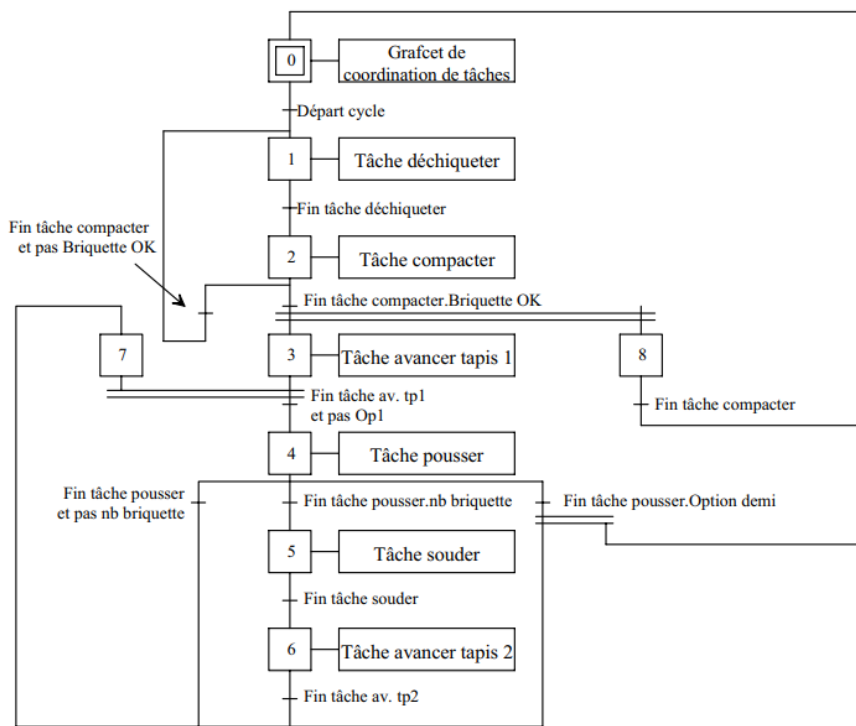 0
Grafcet de
coordination de tâches
Départ cycle
1
Tâche déchiqueter
Fin tâche déchiqueter
Fin tâche compacter
et pas Briquette OK
2
Tâche compacter
Fin tâche compacter.Briquette OK
7
3
Tâche avancer tapis 1
8
Fin tâche av. tp1
et pas Op1
Fin tâche compacter
4
Tâche pousser
Fin tâche pousser
et pas nb briquette
Fin tâche pousser.nb briquette
Fin tâche pousser.Option demi
5
Tâche souder
Fin tâche souder
6
Tâche avancer tapis 2
Fin tâche av. tp2